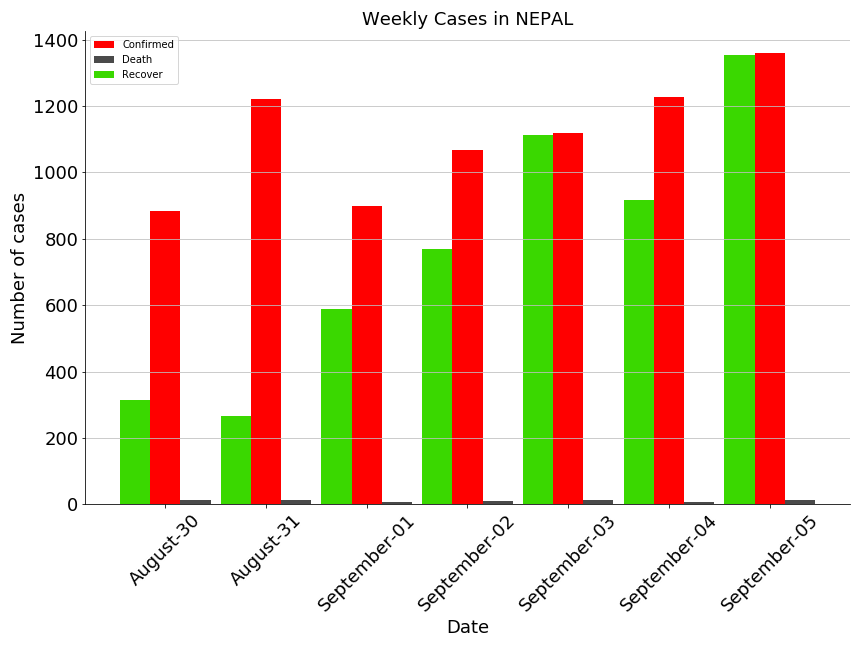 Weekly Cases in NEPAL
Confirmed
Death
Recover
Number of cases
1400
1200
1000
800
600
400
200
0
August-30
August-31
September-01
September-02
September-03
September-04
September-05
Date